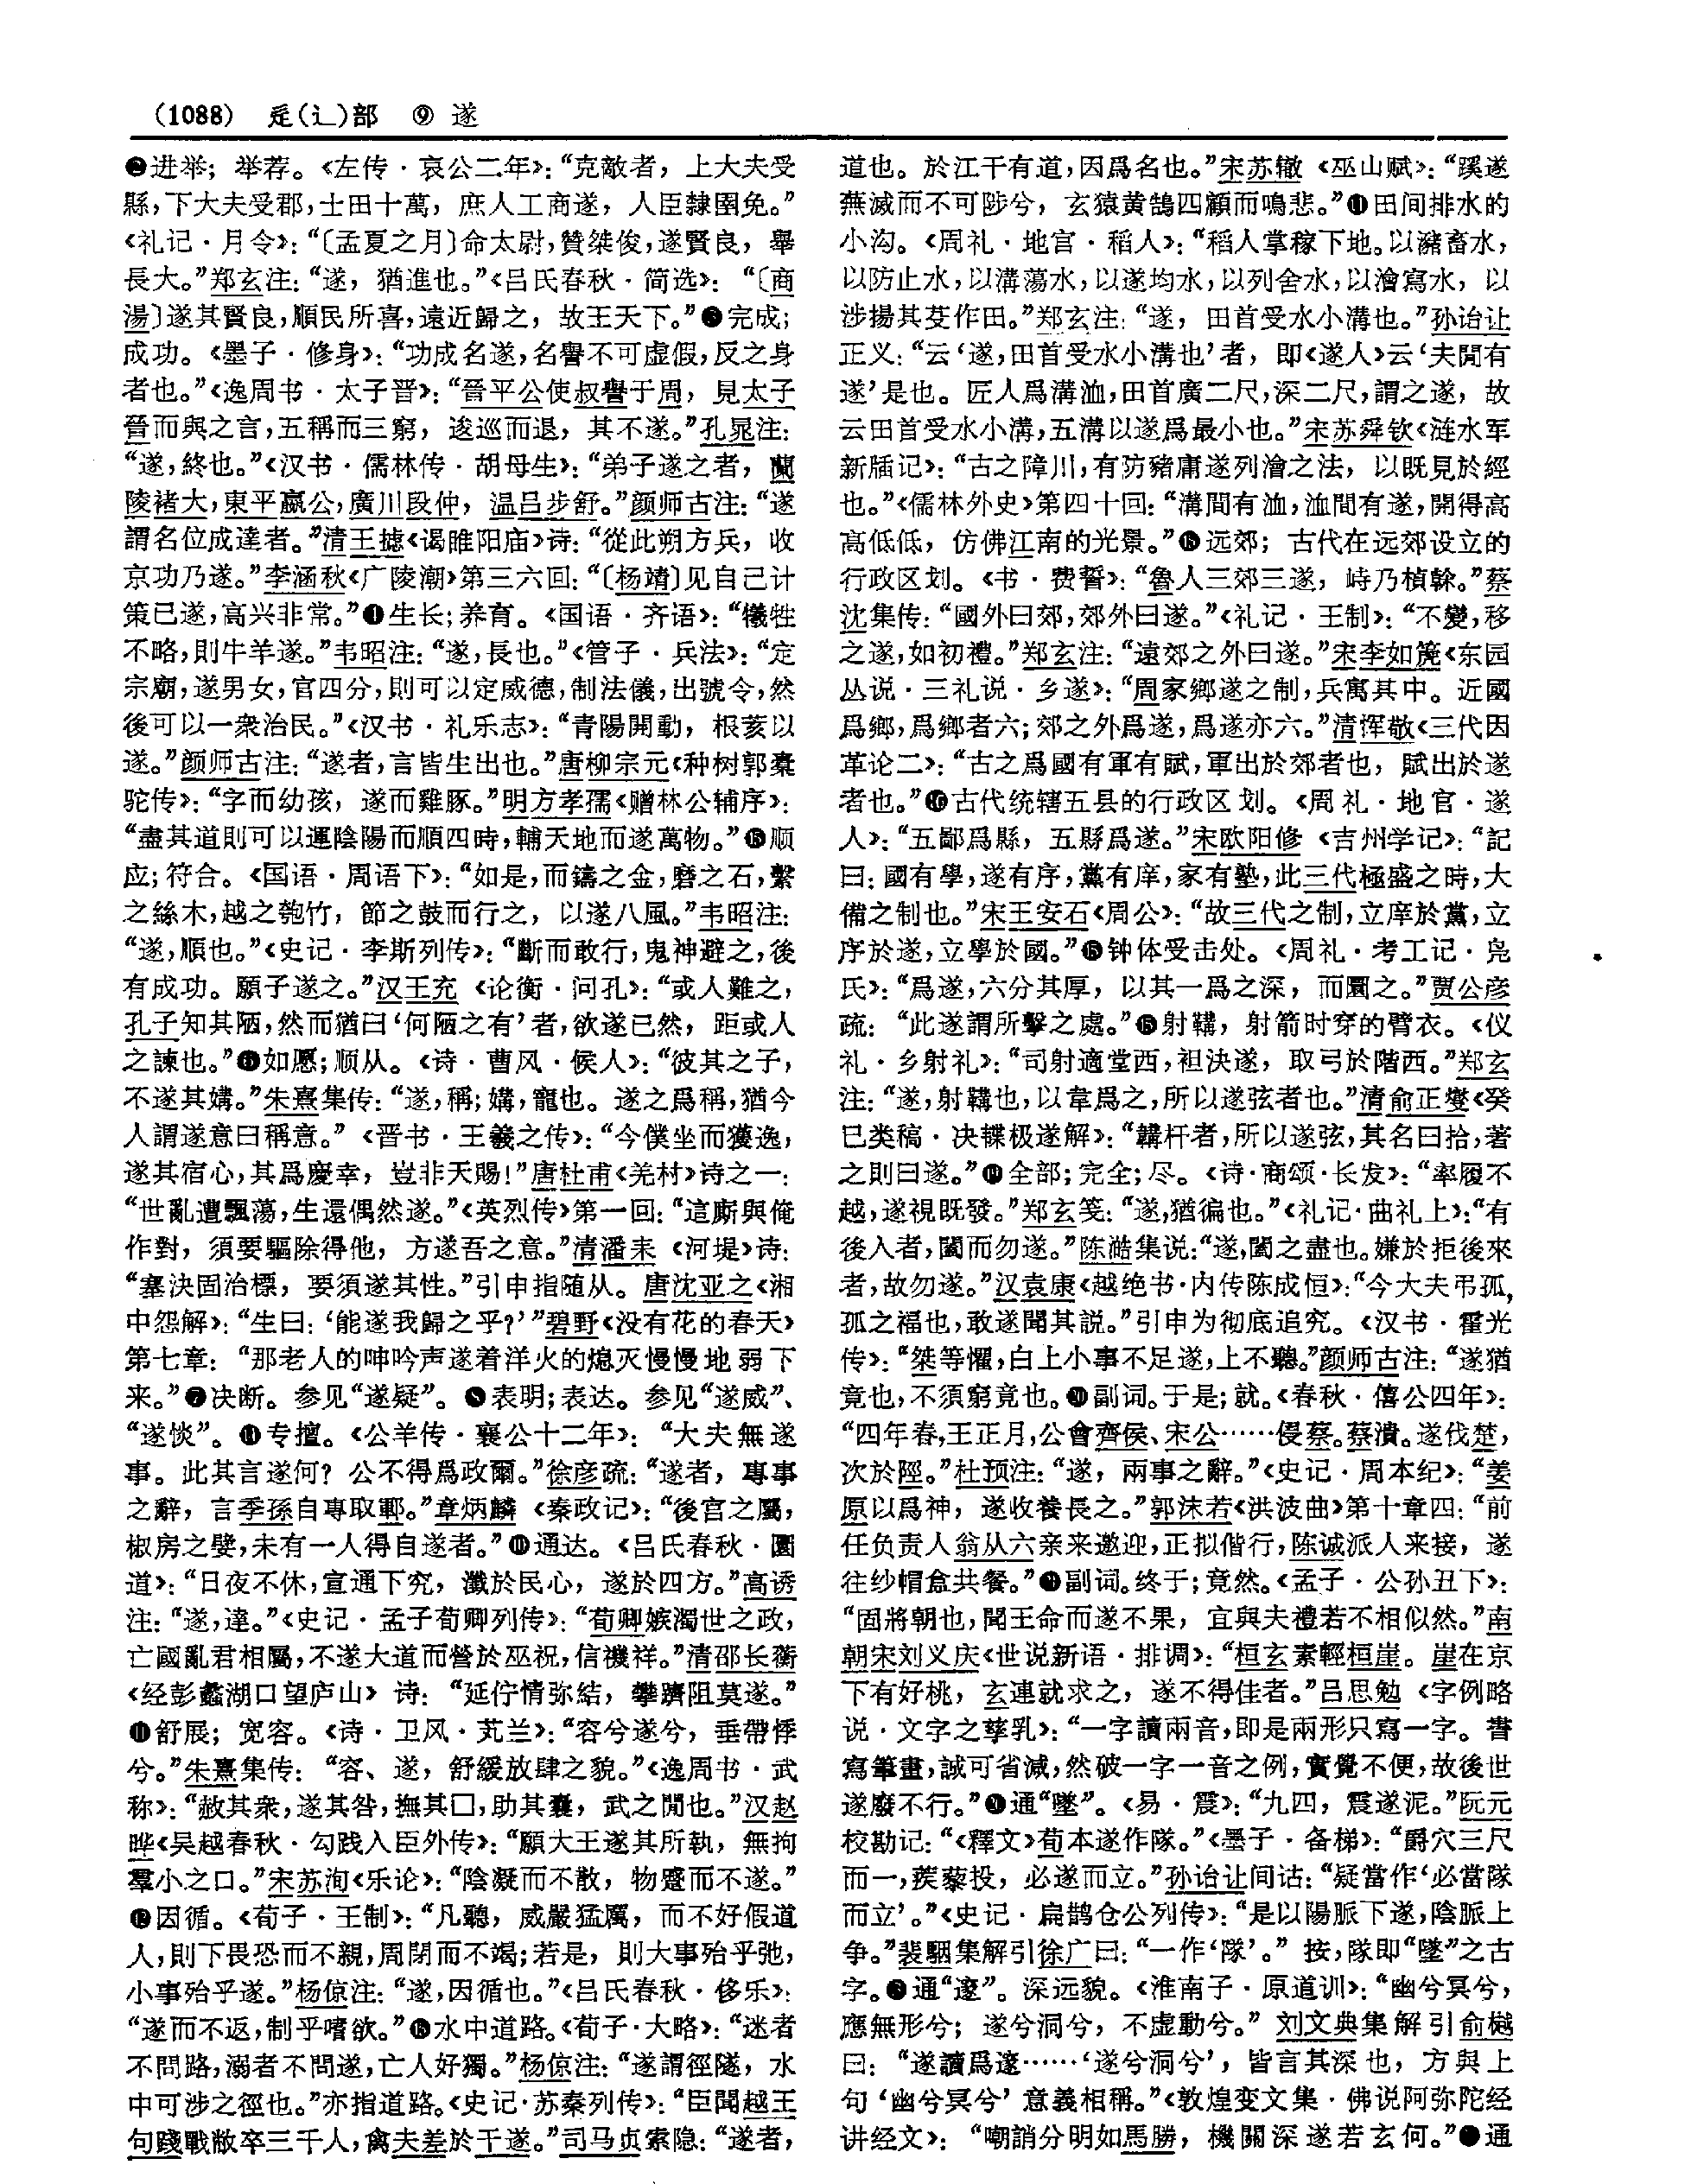 (1088) 辵(辶)部 ⑨ 遂
❷进举；举荐。《左传·哀公二年》：“克敵者，上大夫受
縣，下大夫受郡，士田十萬，庶人工商遂，人臣隸圉免。”
《礼记·月令》：“〔孟夏之月〕命太尉，贊桀俊，遂賢良，舉
長大。”郑玄注：“遂，猶進也。”《吕氏春秋·简选》：“〔商
湯〕遂其賢良，順民所喜，遠近歸之，故王天下。”❸完成；
成功。《墨子·修身》：“功成名遂，名譽不可虚假，反之身
者也。”《逸周书·太子晋》：“晉平公使叔譽于周，見太子
晉而與之言，五稱而三窮，逡巡而退，其不遂。”孔晁注：
“遂，終也。”《汉书·儒林传·胡母生》：“弟子遂之者，蘭
陵褚大，東平嬴公，廣川段仲，温吕步舒。”颜师古注：“遂
謂名位成達者。”清王摅《谒睢阳庙》诗：“從此朔方兵，收
京功乃遂。”李涵秋《广陵潮》第三六回：“〔杨靖〕见自己计
策已遂，高兴非常。”❹生长；养育。《国语·齐语》：“犧牲
不略，則牛羊遂。”韦昭注：“遂，長也。”《管子·兵法》：“定
宗廟，遂男女，官四分，則可以定威德，制法儀，出號令，然
後可以一衆治民。”《汉书·礼乐志》：“青陽開動，根荄以
遂。”颜师古注：“遂者，言皆生出也。”唐柳宗元《种树郭橐
驼传》：“字而幼孩，遂而雞豚。”明方孝孺《赠林公辅序》：
“盡其道則可以運陰陽而順四時，輔天地而遂萬物。”❺顺
应；符合。《国语·周语下》：“如是，而鑄之金，磨之石，繫
之絲木，越之匏竹，節之鼓而行之，以遂八風。”韦昭注：
“遂，順也。”《史记·李斯列传》：“斷而敢行，鬼神避之，後
有成功。願子遂之。”汉王充《论衡·问孔》：“或人難之，
孔子知其陋，然而猶曰‘何陋之有’者，欲遂已然，距或人
之諫也。”❻如愿；顺从。《诗·曹风·候人》：“彼其之子，
不遂其媾。”朱熹集传：“遂，稱；媾，寵也。遂之爲稱，猶今
人謂遂意曰稱意。”《晋书·王羲之传》：“今僕坐而獲逸，
遂其宿心，其爲慶幸，豈非天賜！”唐杜甫《羌村》诗之一：
“世亂遭飄蕩，生還偶然遂。”《英烈传》第一回：“這廝與俺
作對，須要驅除得他，方遂吾之意。”清潘耒《河堤》诗：
“塞決固治標，要須遂其性。”引申指随从。唐沈亚之《湘
中怨解》：“生曰：‘能遂我歸之乎？’”碧野《没有花的春天》
第七章：“那老人的呻吟声遂着洋火的熄灭慢慢地弱下
来。”❼决断。参见“遂疑”。❽表明；表达。参见“遂威”、
“遂惔”。❾专擅。《公羊传·襄公十二年》：“大夫無遂
事。此其言遂何？公不得爲政爾。”徐彦疏：“遂者，專事
之辭，言季孫自專取鄆。”章炳麟《秦政记》：“後宫之屬，
椒房之嬖，未有一人得自遂者。”❿通达。《吕氏春秋·圜
道》：“日夜不休，宣通下究，瀸於民心，遂於四方。”高诱
注：“遂，達。”《史记·孟子荀卿列传》：“荀卿嫉濁世之政，
亡國亂君相屬，不遂大道而營於巫祝，信禨祥。”清邵长蘅
《经彭蠡湖口望庐山》诗：“延佇情弥結，攀躋阻莫遂。”
⓫舒展；宽容。《诗·卫风·芄兰》：“容兮遂兮，垂帶悸
兮。”朱熹集传：“容、遂，舒緩放肆之貌。”《逸周书·武
称》：“赦其衆，遂其咎，撫其□，助其囊，武之閒也。”汉赵
晔《吴越春秋·勾践入臣外传》：“願大王遂其所執，無拘
羣小之口。”宋苏洵《乐论》：“陰凝而不散，物蹙而不遂。”
⓬因循。《荀子·王制》：“凡聽，威嚴猛厲，而不好假道
人，則下畏恐而不親，周閉而不竭；若是，則大事殆乎弛，
小事殆乎遂。”杨倞注：“遂，因循也。”《吕氏春秋·侈乐》：
“遂而不返，制乎嗜欲。”⓭水中道路。《荀子·大略》：“迷者
不問路，溺者不問遂，亡人好獨。”杨倞注：“遂謂徑隧，水
中可涉之徑也。”亦指道路。《史记·苏秦列传》：“臣聞越王
句踐戰敝卒三千人，禽夫差於干遂。”司马贞索隐：“遂者，
道也。於江干有道，因爲名也。”宋苏辙《巫山赋》：“蹊遂
蕪滅而不可陟兮，玄猿黄鵠四顧而鳴悲。”⓮田间排水的
小沟。《周礼·地官·稻人》：“稻人掌稼下地。以瀦畜水，
以防止水，以溝蕩水，以遂均水，以列舍水，以澮寫水，以
涉揚其芟作田。”郑玄注：“遂，田首受水小溝也。”孙诒让
正义：“云‘遂，田首受水小溝也’者，即《遂人》云‘夫閒有
遂’是也。匠人爲溝洫，田首廣二尺，深二尺，謂之遂，故
云田首受水小溝，五溝以遂爲最小也。”宋苏舜钦《涟水军
新牐记》：“古之障川，有防豬庸遂列澮之法，以既見於經
也。”《儒林外史》第四十回：“溝間有洫，洫間有遂，開得高
高低低，仿佛江南的光景。”⓯远郊；古代在远郊设立的
行政区划。《书·费誓》：“魯人三郊三遂，峙乃楨榦。”蔡
沈集传：“國外曰郊，郊外曰遂。”《礼记·王制》：“不變，移
之遂，如初禮。”郑玄注：“遠郊之外曰遂。”宋李如篪《东园
丛说·三礼说·乡遂》：“周家鄉遂之制，兵寓其中。近國
爲鄉，爲鄉者六；郊之外爲遂，爲遂亦六。”清恽敬《三代因
革论二》：“古之爲國有軍有賦，軍出於郊者也，賦出於遂
者也。”⓰古代统辖五县的行政区划。《周礼·地官·遂
人》：“五鄙爲縣，五縣爲遂。”宋欧阳修《吉州学记》：“記
曰：國有學，遂有序，黨有庠，家有塾，此三代極盛之時，大
備之制也。”宋王安石《周公》：“故三代之制，立庠於黨，立
序於遂，立學於國。”⓱钟体受击处。《周礼·考工记·凫
氏》：“爲遂，六分其厚，以其一爲之深，而圜之。”贾公彦
疏：“此遂謂所擊之處。”⓲射韝，射箭时穿的臂衣。《仪
礼·乡射礼》：“司射適堂西，袒決遂，取弓於階西。”郑玄
注：“遂，射韝也，以韋爲之，所以遂弦者也。”清俞正燮《癸
巳类稿·决韘极遂解》：“韝杆者，所以遂弦，其名曰拾，著
之則曰遂。”⓳全部；完全；尽。《诗·商颂·长发》：“率履不
越，遂視既發。”郑玄笺：“遂，猶徧也。”《礼记·曲礼上》：“有
後入者，闔而勿遂。”陈澔集说：“遂，闔之盡也。嫌於拒後來
者，故勿遂。”汉袁康《越绝书·内传陈成恒》：“今大夫弔孤，
孤之福也，敢遂聞其説。”引申为彻底追究。《汉书·霍光
传》：“桀等懼，白上小事不足遂，上不聽。”颜师古注：“遂猶
竟也，不須窮竟也。⓴副词。于是；就。《春秋·僖公四年》：
“四年春，王正月，公會齊侯、宋公……侵蔡。蔡潰。遂伐楚，
次於陘。”杜预注：“遂，兩事之辭。”《史记·周本纪》：“姜
原以爲神，遂收養長之。”郭沫若《洪波曲》第十章四：“前
任负责人翁从六亲来邀迎，正拟偕行，陈诚派人来接，遂
往纱帽盒共餐。”㉑副词。终于；竟然。《孟子·公孙丑下》：
“固將朝也，聞王命而遂不果，宜與夫禮若不相似然。”南
朝宋刘义庆《世说新语·排调》：“桓玄素輕桓崖。崖在京
下有好桃，玄連就求之，遂不得佳者。”吕思勉《字例略
说·文字之孳乳》：“一字讀兩音，即是兩形只寫一字。書
寫筆畫，誠可省減，然破一字一音之例，實覺不便，故後世
遂廢不行。”㉒通“墜”。《易·震》：“九四，震遂泥。”阮元
校勘记：“《釋文》荀本遂作隊。”《墨子·备梯》：“爵穴三尺
而一，蒺藜投，必遂而立。”孙诒让间诂：“疑當作‘必當隊
而立’。”《史记·扁鹊仓公列传》：“是以陽脈下遂，陰脈上
争。”裴駰集解引徐广曰：“一作‘隊’。”按，隊即“墜”之古
字。㉓通“邃”。深远貌。《淮南子·原道训》：“幽兮冥兮，
應無形兮；遂兮洞兮，不虚動兮。”刘文典集解引俞樾
曰：“遂讀爲邃……‘遂兮洞兮’，皆言其深也，方與上
句‘幽兮冥兮’意義相稱。”《敦煌变文集·佛说阿弥陀经
讲经文》：“嘲誚分明如馬勝，機關深遂若玄何。”㉔通